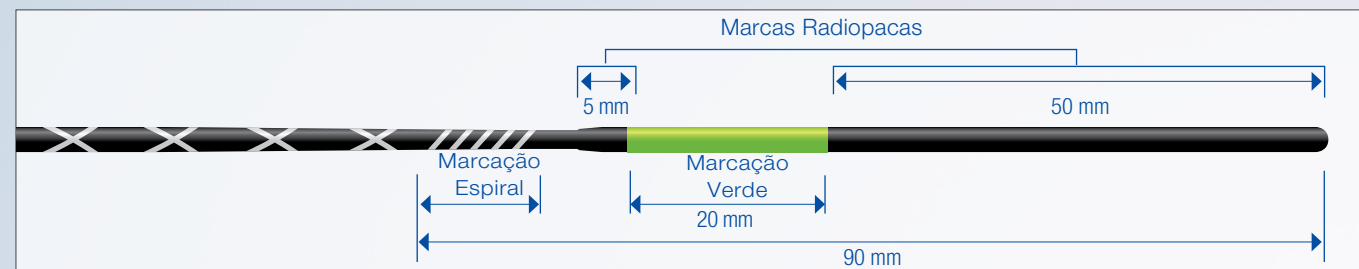 Marcas Radiopacas
5 mm
50 mm
Marcação
Espiral
Marcação
Verde
20 mm
90 mm